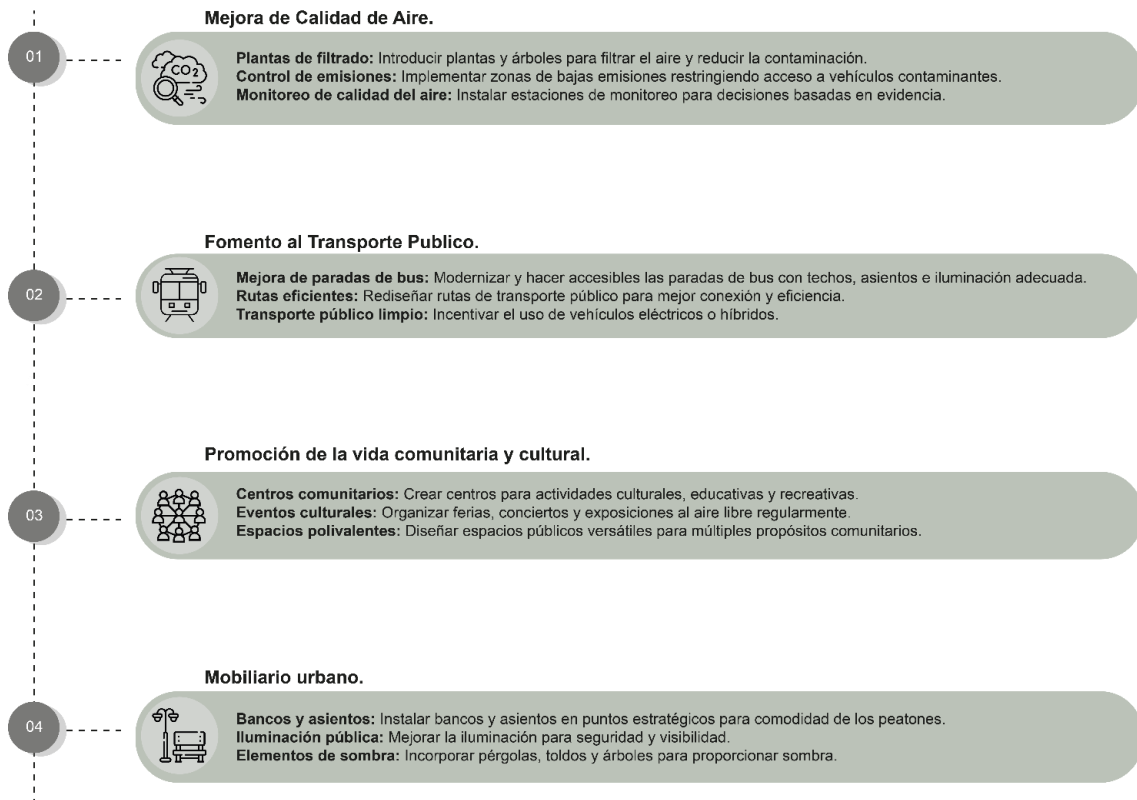 Mejora de Calidad de Aire.
01
CO2
Plantas de filtrado: Introducir plantas y árboles para filtrar el aire y reducir la contaminación.
Control de emisiones: Implementar zonas de bajas emisiones restringiendo acceso a vehículos contaminantes.
Monitoreo de calidad del aire: Instalar estaciones de monitoreo para decisiones basadas en evidencia.
Fomento al Transporte Publico.
02
Mejora de paradas de bus: Modernizar y hacer accesibles las paradas de bus con techos, asientos e iluminación adecuada.
Rutas eficientes: Rediseñar rutas de transporte público para mejor conexión y eficiencia.
Transporte público limpio: Incentivar el uso de vehículos eléctricos o híbridos.
Promoción de la vida comunitaria y cultural.
03
Centros comunitarios: Crear centros para actividades culturales, educativas y recreativas.
Eventos culturales: Organizar ferias, conciertos y exposiciones al aire libre regularmente.
Espacios polivalentes: Diseñar espacios públicos versátiles para múltiples propósitos comunitarios.
Mobiliario urbano.
04
Bancos y asientos: Instalar bancos y asientos en puntos estratégicos para comodidad de los peatones.
Iluminación pública: Mejorar la iluminación para seguridad y visibilidad.
Elementos de sombra: Incorporar pérgolas, toldos y árboles para proporcionar sombra.